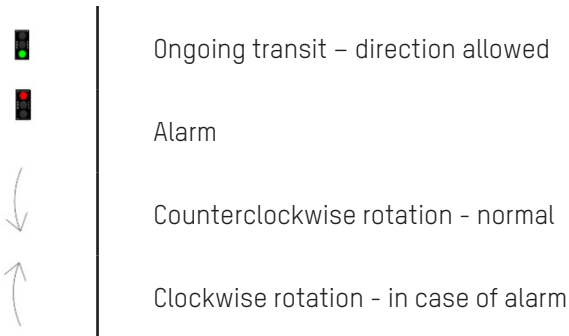 Ongoing transit – direction allowed
Alarm
Counterclockwise rotation - normal
Clockwise rotation - in case of alarm